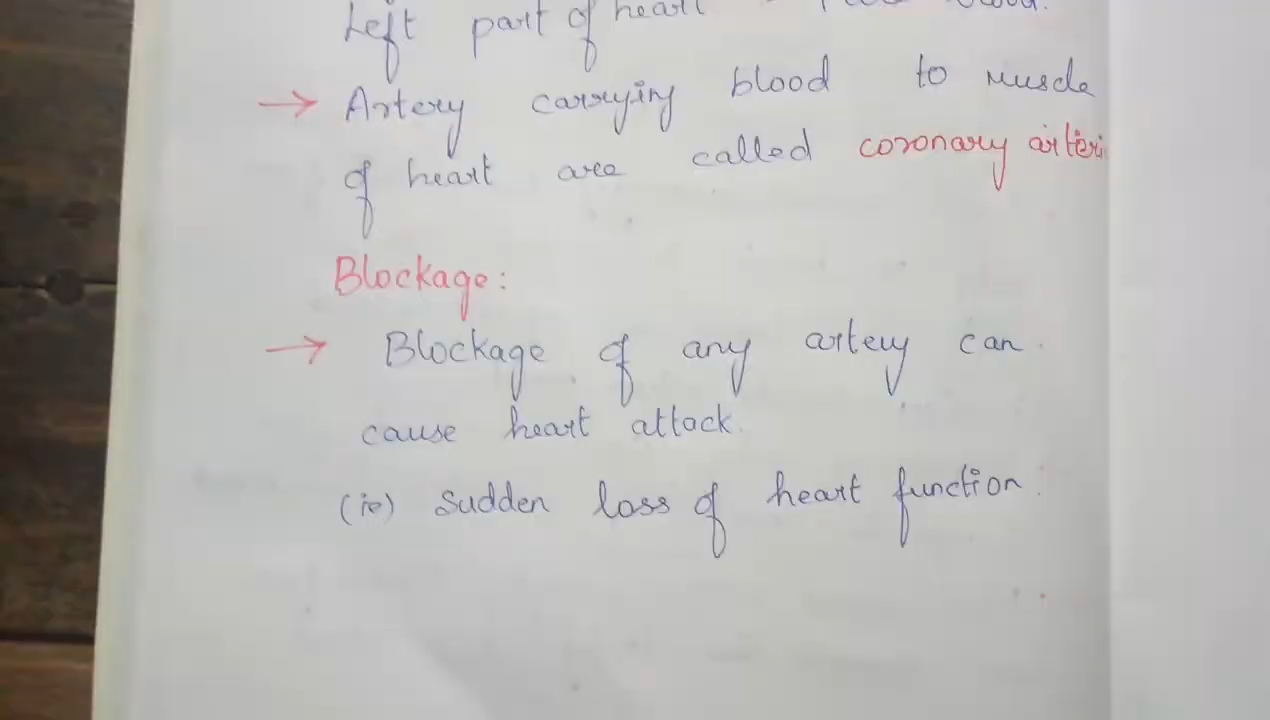 Left part of heart
→ Artery carrying blood to Muscle
of heart are called coronary arteri
Blockage:
→ Blockage of any artery can
cause heart attack.
(ie) Sudden loss of heart function.